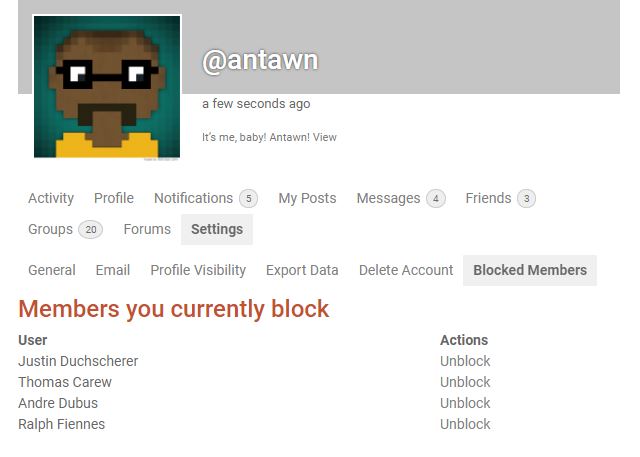 @antawn
a few seconds ago
It's me, baby! Antawn! View
Activity Profile Notifications 5 My Posts Messages 4 Friends 3
Groups 20 Forums Settings
General Email Profile Visibility Export Data Delete Account Blocked Members
Members you currently block
User Actions
Justin Duchscherer Unblock
Thomas Carew Unblock
Andre Dubus Unblock
Ralph Fiennes Unblock